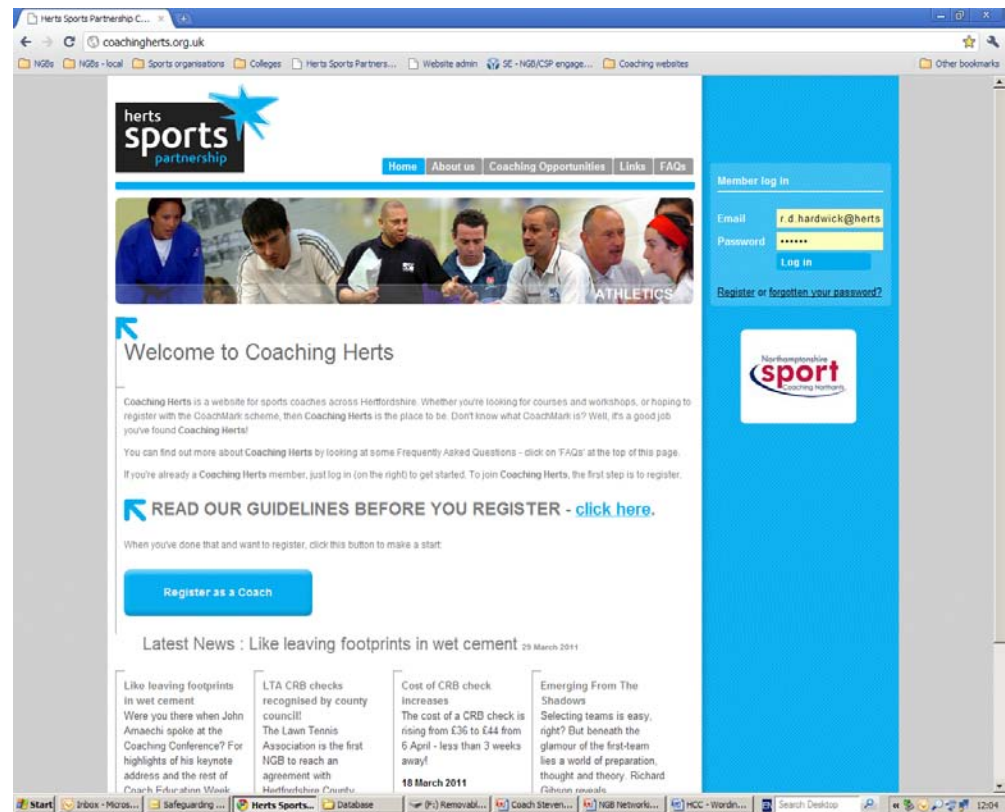 Herts Sports Partnership C...
coachingherts.org.uk
NGBs
NGBs - local
Sports organisations
Colleges
Herts Sports Partners...
Website admin
SE - NGB/CSP engage...
Coaching websites
Other bookmarks
herts
sports
partnership
Home
About us
Coaching Opportunities
Links
FAQs
Member log in
Email
r.d.hardwick@herts
Password
••••••
Log in
Register or forgotten your password?
ATHLETICS
Northamptonshire
sport
Coaching Northants
Welcome to Coaching Herts
Coaching Herts is a website for sports coaches across Hertfordshire. Whether you're looking for courses and workshops, or hoping to
register with the CoachMark scheme, then Coaching Herts is the place to be. Don't know what CoachMark is? Well, it's a good job
you've found Coaching Herts!
You can find out more about Coaching Herts by looking at some Frequently Asked Questions - click on 'FAQs' at the top of this page.
If you're already a Coaching Herts member, just log in (on the right) to get started. To join Coaching Herts, the first step is to register.
READ OUR GUIDELINES BEFORE YOU REGISTER - click here.
When you've done that and want to register, click this button to make a start:
Register as a Coach
Latest News : Like leaving footprints in wet cement 29 March 2011
Like leaving footprints
in wet cement
Were you there when John
Amaechi spoke at the
Coaching Conference? For
highlights of his keynote
address and the rest of
Coach Education Week
LTA CRB checks
recognised by county
council!
The Lawn Tennis
Association is the first
NGB to reach an
agreement with
Hertfordshire County
Cost of CRB check
increases
The cost of a CRB check is
rising from £36 to £44 from
6 April - less than 3 weeks
away!
18 March 2011
Emerging From The
Shadows
Selecting teams is easy,
right? But beneath the
glamour of the first-team
lies a world of preparation,
thought and theory. Richard
Gibson reveals
Start
Inbox - Micros...
Safeguarding ...
Herts Sports...
Database
(F:) Removabl...
Coach Steven...
NGB Networki...
HCC - Wordn...
Search Desktop
12:05